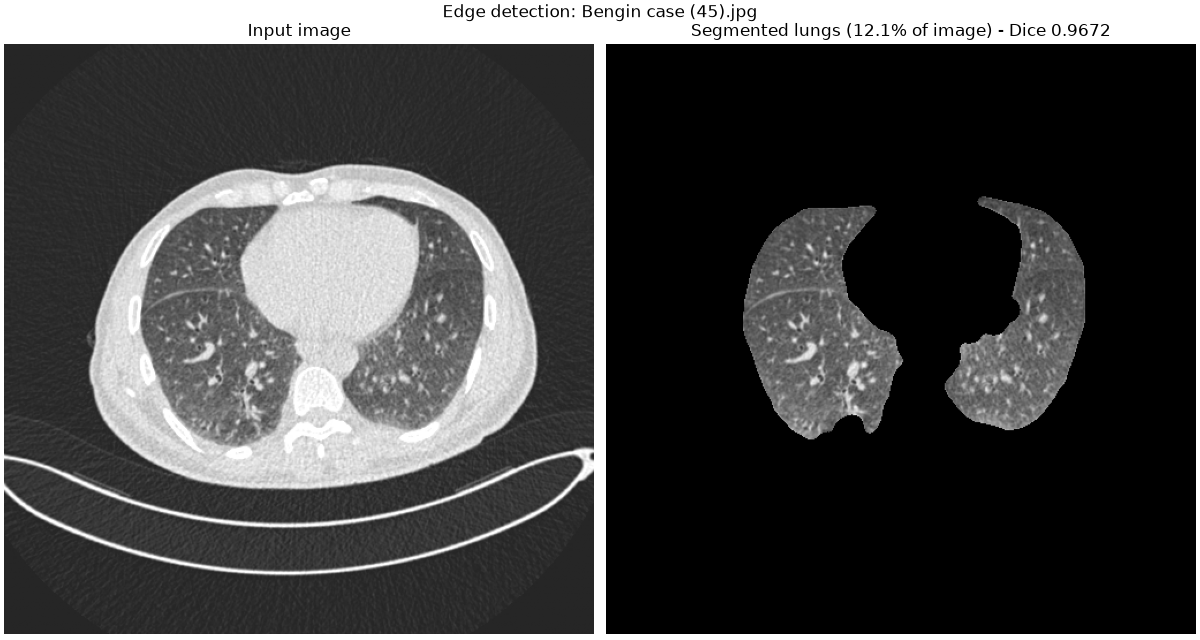 Edge detection: Bengin case (45).jpg
Input image
Segmented lungs (12.1% of image) - Dice 0.9672